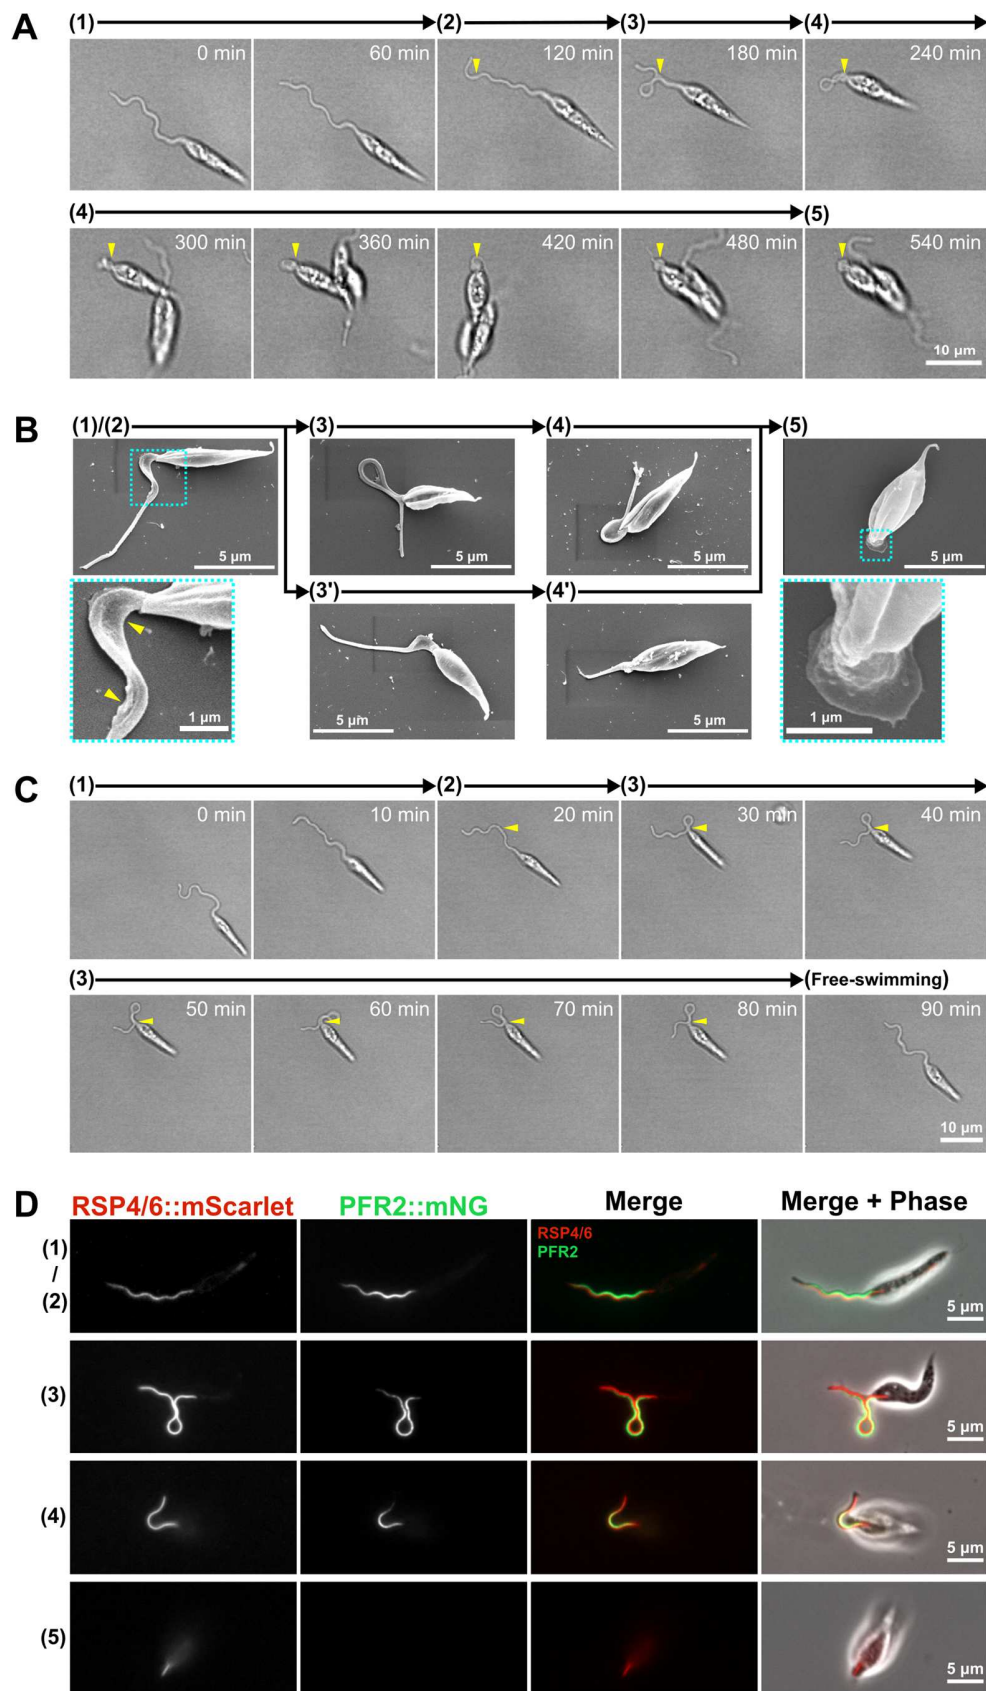 A
(1) (2) (3) (4)
0 min 60 min 120 min 180 min 240 min
(4) (5)
300 min 360 min 420 min 480 min 540 min
10 µm
B
(1)/(2) (3) (4) (5)
5 µm 5 µm 5 µm 5 µm
(3') (4')
1 µm 5 µm 5 µm 1 µm
C
(1) (2) (3)
0 min 10 min 20 min 30 min 40 min
(3) (Free-swimming)
50 min 60 min 70 min 80 min 90 min
10 µm
D
RSP4/6::mScarlet PFR2::mNG Merge Merge + Phase
(1)
/
(2)
RSP4/6
PFR2
5 µm
(3)
5 µm
(4)
5 µm
(5)
5 µm